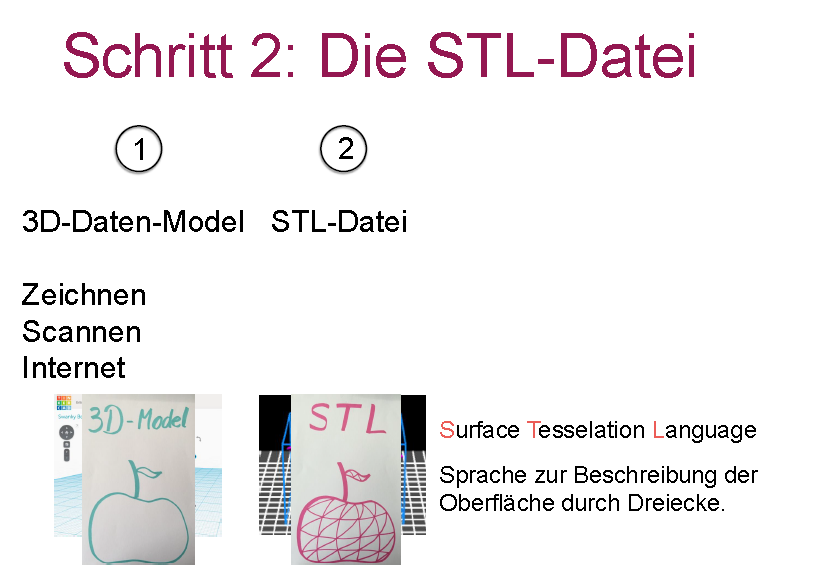 Schritt 2: Die STL-Datei
1
2
3D-Daten-Model
STL-Datei
Zeichnen
Scannen
Internet
3D-Model
STL
Surface Tesselation Language
Sprache zur Beschreibung der
Oberfläche durch Dreiecke.